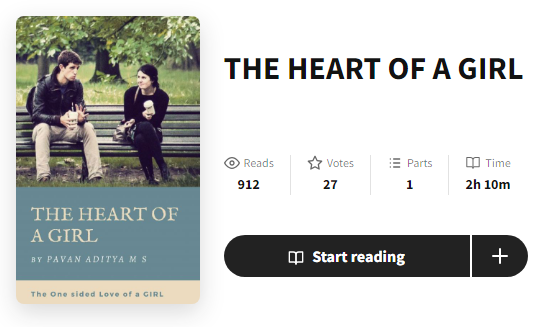 THE HEART OF
A GIRL
BY PAVAN ADITYA M S
The One sided Love of a GIRL
THE HEART OF A GIRL
Reads Votes Parts Time
912 27 1 2h 10m
Start reading